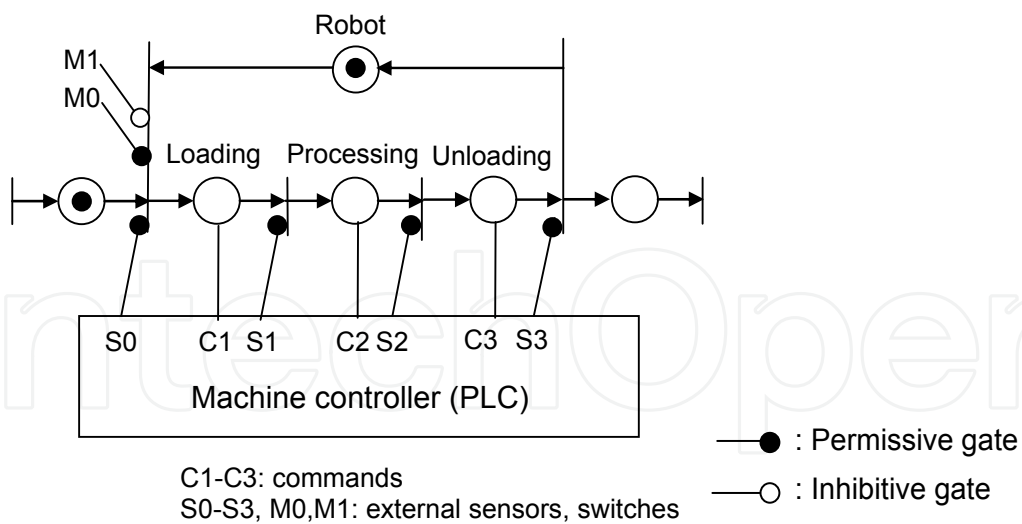 Robot
M1
M0
Loading Processing Unloading
S0 C1 S1 C2 S2 C3 S3
Machine controller (PLC)
: Permissive gate
C1-C3: commands
: Inhibitive gate
S0-S3, M0,M1: external sensors, switches